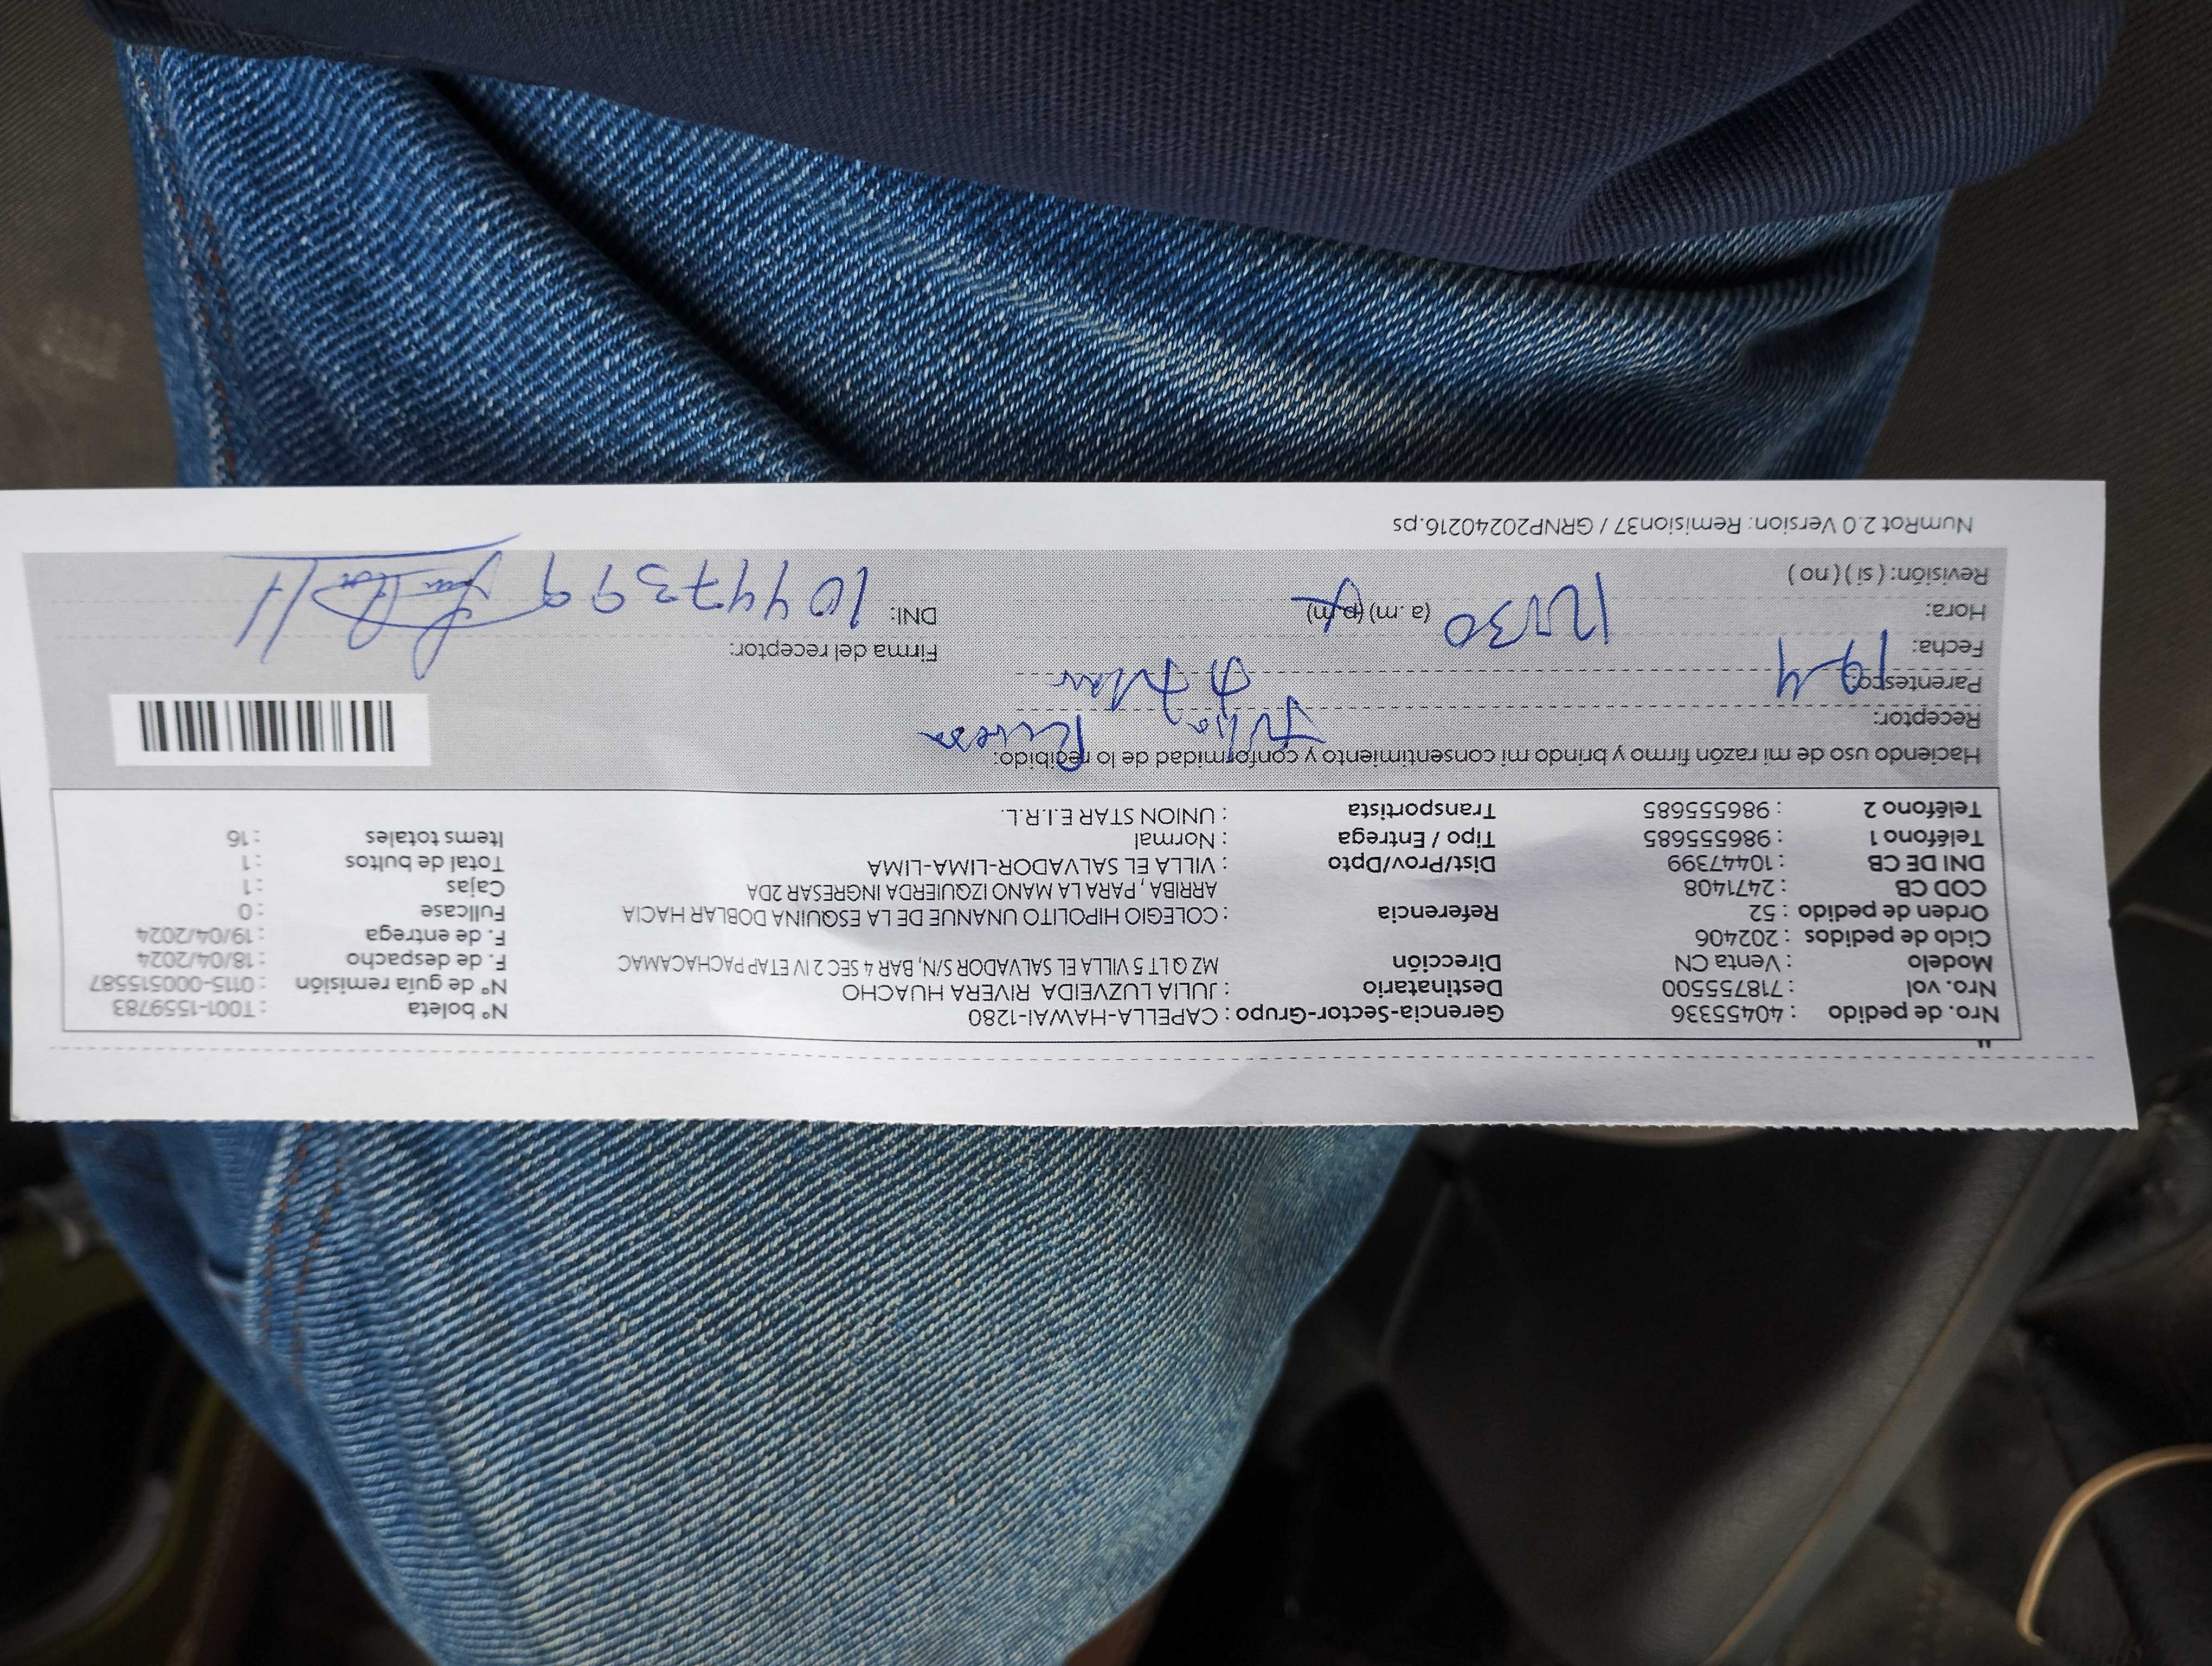 Nro. de pedido : 40455336 Gerencia-Sector-Grupo : CAPELLA-HAWAI-1280 N° boleta : T001-1559783
Nro. vol : 718755500 Destinatario : JULIA LUZVEIDA RIVERA HUACHO N° de guía remisión : 0115-000515587
Modelo : Venta CN Dirección MZ Q LT 5 VILLA EL SALVADOR S/N, BAR 4 SEC 2 IV ETAP PACHACAMAC F. de despacho : 18/04/2024
Ciclo de pedidos : 202406 F. de entrega : 19/04/2024
Orden de pedido : 52 Referencia : COLEGIO HIPOLITO UNANUE DE LA ESQUINA DOBLAR HACIA Fullcase : 0
COD CB : 2471408 ARRIBA , PARA LA MANO IZQUIERDA INGRESAR 2DA Cajas : 1
DNI DE CB : 10447399 Dist/Prov/Dpto : VILLA EL SALVADOR-LIMA-LIMA Total de bultos : 1
Teléfono 1 : 986555685 Tipo / Entrega : Normal Items totales : 16
Teléfono 2 : 986555685 Transportista : UNION STAR E.I.R.L.
Haciendo uso de mi razón firmo y brindo mi consentimiento y conformidad de lo recibido:
Receptor: Julia Rivera
Parentesco: titular
Fecha: 19-4 Firma del receptor:
Hora: 12:30 (a .m) (p.m) DNI: 10447399
Revisión: ( si ) ( no )
NumRot 2.0 Version: Remision37 / GRNP20240216.ps